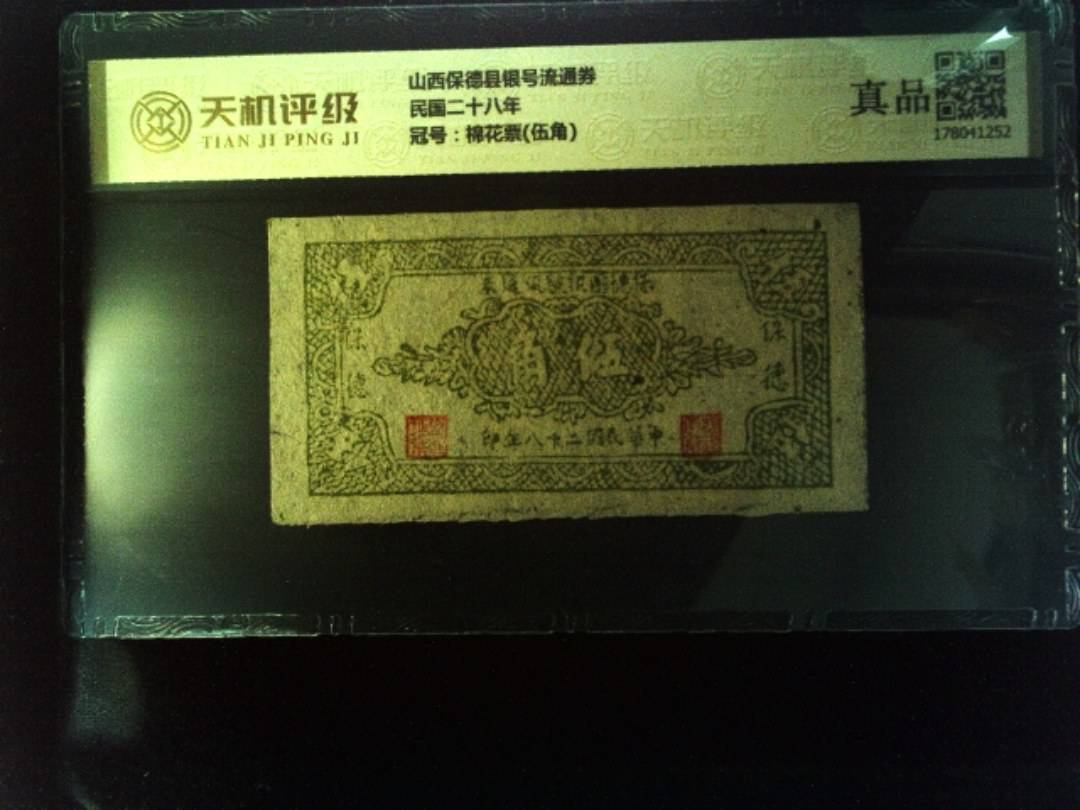 天机评级
TIAN JI PING JI
山西保德县银号流通券
民国二十八年
冠号：棉花票(伍角)
真品
178041252
伍角
保德
保德
中華民國二十八年印